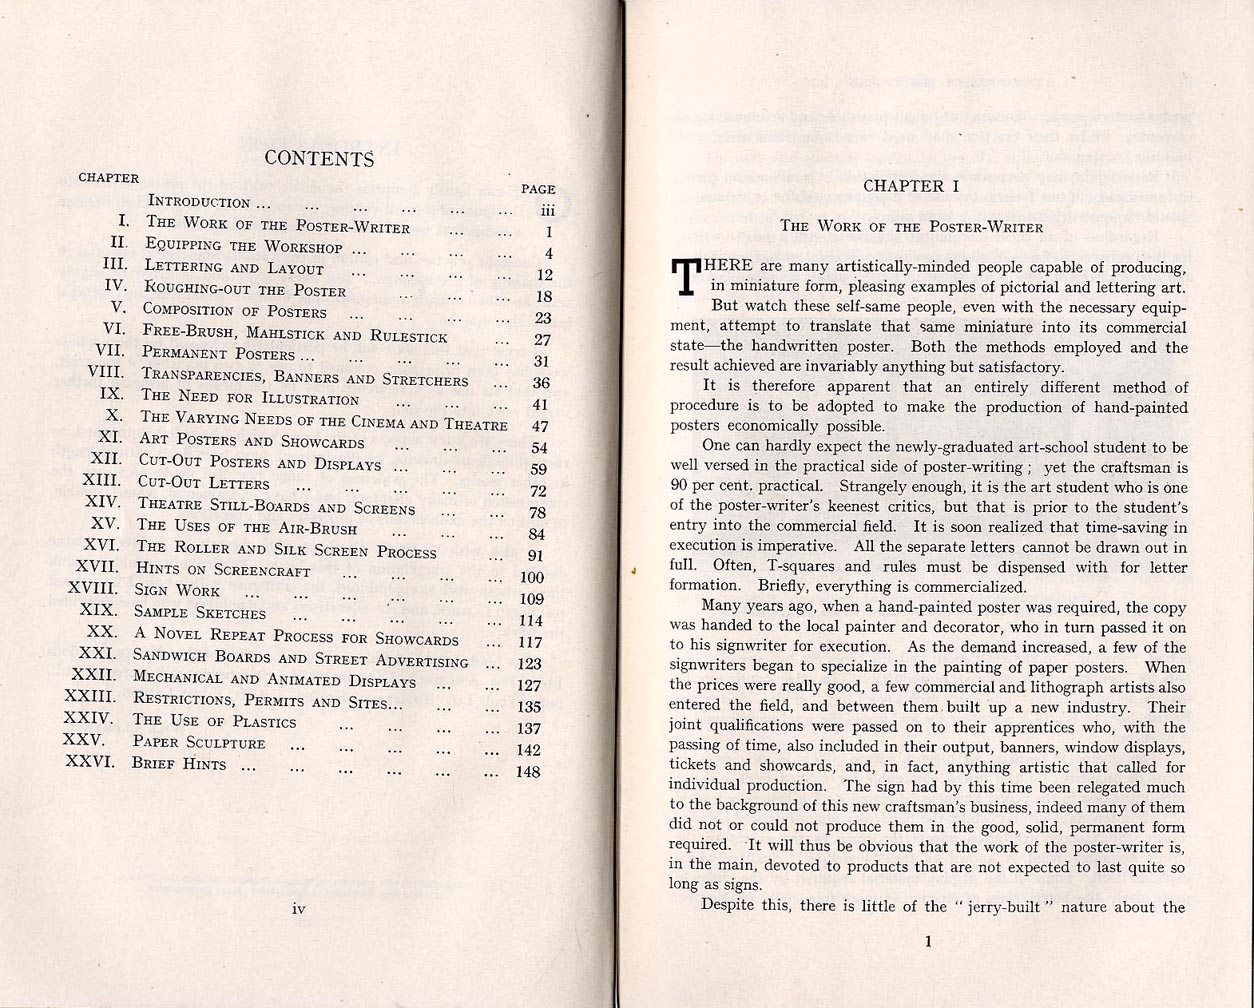 CONTENTS
CHAPTER
PAGE
INTRODUCTION ... ... ... ... ... ... iii
I. THE WORK OF THE POSTER-WRITER ... ... 1
II. EQUIPPING THE WORKSHOP ... ... ... ... 4
III. LETTERING AND LAYOUT ... ... ... ... 12
IV. ROUGHING-OUT THE POSTER ... ... 18
V. COMPOSITION OF POSTERS ... ... ... ... 23
VI. FREE-BRUSH, MAHLSTICK AND RULESTICK ... 27
VII. PERMANENT POSTERS ... ... ... ... ... 31
VIII. TRANSPARENCIES, BANNERS AND STRETCHERS ... 36
IX. THE NEED FOR ILLUSTRATION ... ... ... 41
X. THE VARYING NEEDS OF THE CINEMA AND THEATRE 47
XI. ART POSTERS AND SHOWCARDS ... ... ... 54
XII. CUT-OUT POSTERS AND DISPLAYS ... ... ... 59
XIII. CUT-OUT LETTERS ... ... ... ... ... 72
XIV. THEATRE STILL-BOARDS AND SCREENS ... ... 78
XV. THE USES OF THE AIR-BRUSH ... ... ... 84
XVI. THE ROLLER AND SILK SCREEN PROCESS ... 91
XVII. HINTS ON SCREENCRAFT ... ... ... ... 100
XVIII. SIGN WORK ... ... ... ... ... ... 109
XIX. SAMPLE SKETCHES ... ... ... ... ... 114
XX. A NOVEL REPEAT PROCESS FOR SHOWCARDS ... 117
XXI. SANDWICH BOARDS AND STREET ADVERTISING ... 123
XXII. MECHANICAL AND ANIMATED DISPLAYS ... ... 127
XXIII. RESTRICTIONS, PERMITS AND SITES... ... ... 135
XXIV. THE USE OF PLASTICS ... ... ... ... 137
XXV. PAPER SCULPTURE ... ... ... ... ... 142
XXVI. BRIEF HINTS ... ... ... ... ... ... 148
iv
CHAPTER I
THE WORK OF THE POSTER-WRITER
THERE are many artistically-minded people capable of producing,
in miniature form, pleasing examples of pictorial and lettering art.
But watch these self-same people, even with the necessary equip-
ment, attempt to translate that same miniature into its commercial
state—the handwritten poster. Both the methods employed and the
result achieved are invariably anything but satisfactory.
It is therefore apparent that an entirely different method of
procedure is to be adopted to make the production of hand-painted
posters economically possible.
One can hardly expect the newly-graduated art-school student to be
well versed in the practical side of poster-writing ; yet the craftsman is
90 per cent. practical. Strangely enough, it is the art student who is one
of the poster-writer's keenest critics, but that is prior to the student's
entry into the commercial field. It is soon realized that time-saving in
execution is imperative. All the separate letters cannot be drawn out in
full. Often, T-squares and rules must be dispensed with for letter
formation. Briefly, everything is commercialized.
Many years ago, when a hand-painted poster was required, the copy
was handed to the local painter and decorator, who in turn passed it on
to his signwriter for execution. As the demand increased, a few of the
signwriters began to specialize in the painting of paper posters. When
the prices were really good, a few commercial and lithograph artists also
entered the field, and between them built up a new industry. Their
joint qualifications were passed on to their apprentices who, with the
passing of time, also included in their output, banners, window displays,
tickets and showcards, and, in fact, anything artistic that called for
individual production. The sign had by this time been relegated much
to the background of this new craftsman's business, indeed many of them
did not or could not produce them in the good, solid, permanent form
required. It will thus be obvious that the work of the poster-writer is,
in the main, devoted to products that are not expected to last quite so
long as signs.
Despite this, there is little of the " jerry-built " nature about the
1